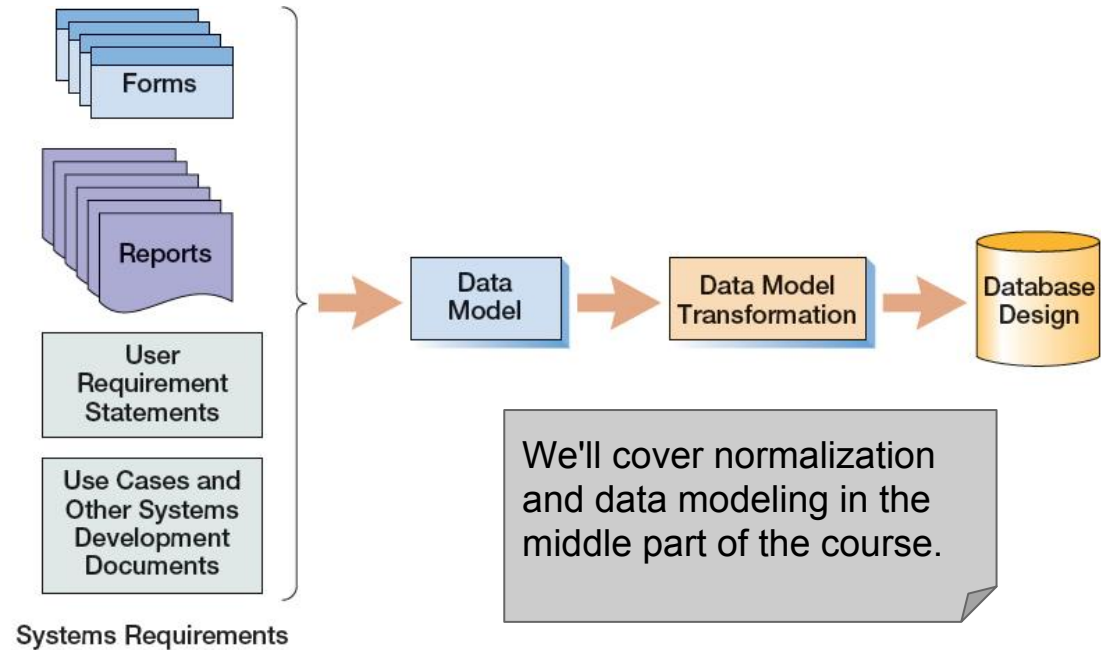 Forms
Reports
User
Requirement
Statements
Use Cases and
Other Systems
Development
Documents
Systems Requirements
Data
Model
Data Model
Transformation
Database
Design
We'll cover normalization
and data modeling in the
middle part of the course.